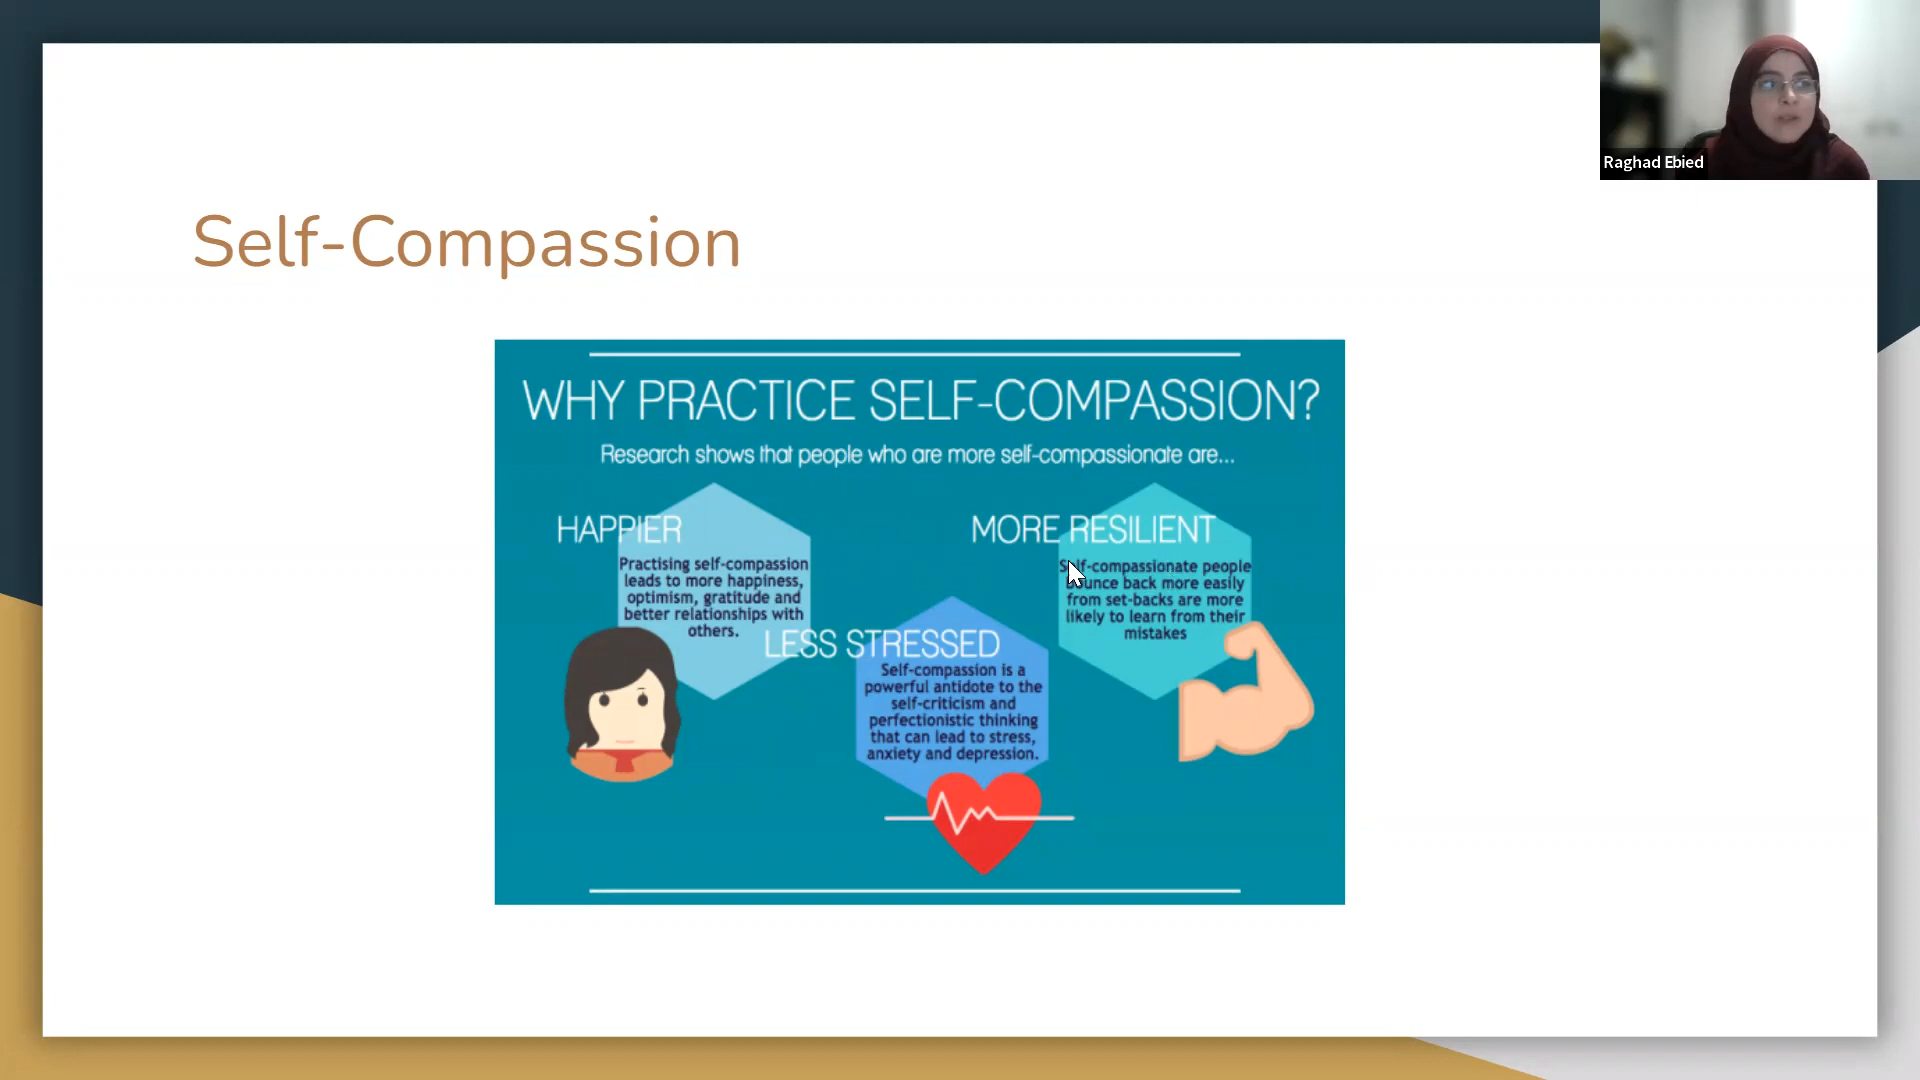 Raghad Ebied
Self-Compassion
WHY PRACTICE SELF-COMPASSION?
Research shows that people who are more self-compassionate are...
HAPPIER
Practising self-compassion
leads to more happiness,
optimism, gratitude and
better relationships with
others.
LESS STRESSED
Self-compassion is a
powerful antidote to the
self-criticism and
perfectionistic thinking
that can lead to stress,
anxiety and depression.
MORE RESILIENT
Self-compassionate people
bounce back more easily
from set-backs are more
likely to learn from their
mistakes